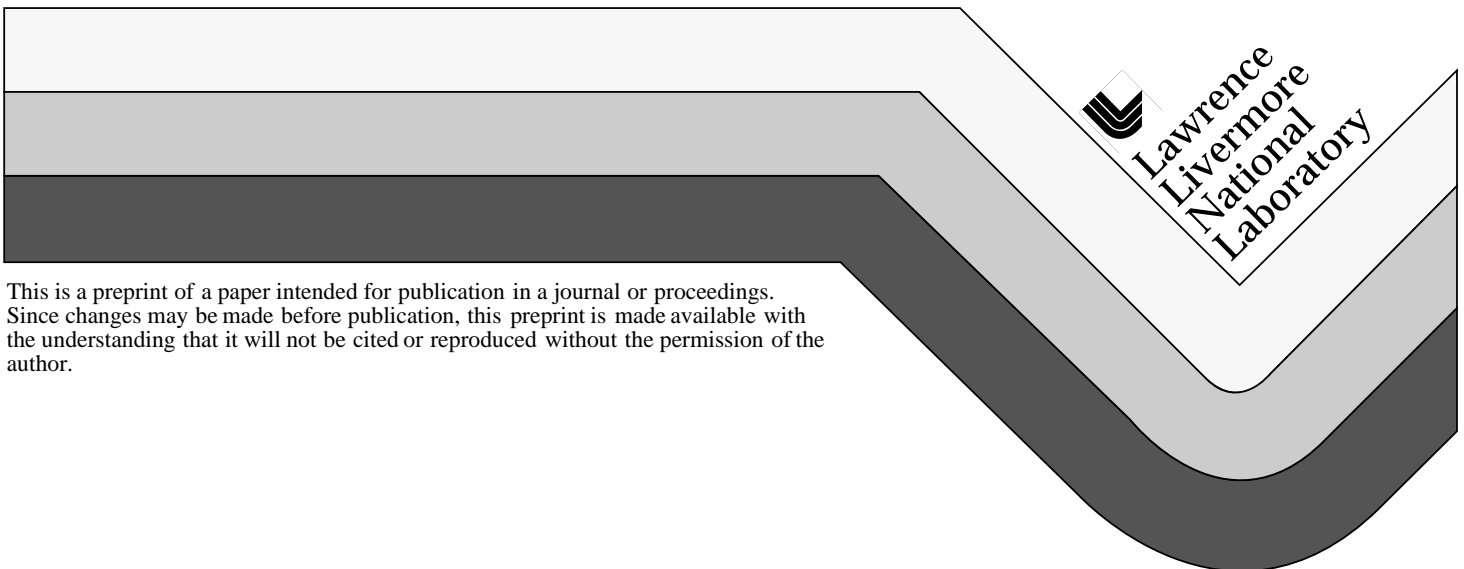 Lawrence
Livermore
National
Laboratory
This is a preprint of a paper intended for publication in a journal or proceedings.
Since changes may be made before publication, this preprint is made available with
the understanding that it will not be cited or reproduced without the permission of the
author.